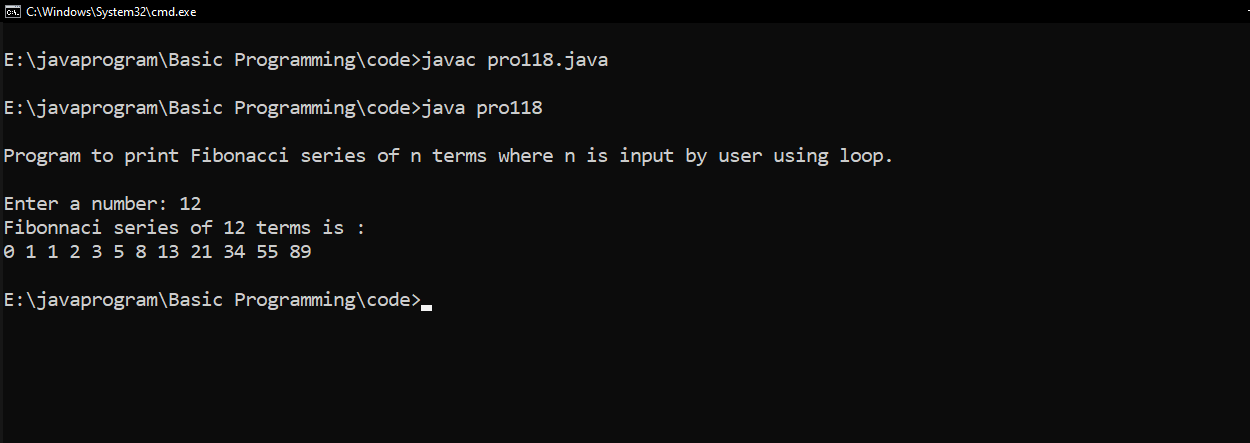 C:\Windows\System32\cmd.exe
E:\javaprogram\Basic Programming\code>javac pro118.java
E:\javaprogram\Basic Programming\code>java pro118
Program to print Fibonacci series of n terms where n is input by user using loop.
Enter a number: 12
Fibonnaci series of 12 terms is :
0 1 1 2 3 5 8 13 21 34 55 89
E:\javaprogram\Basic Programming\code>